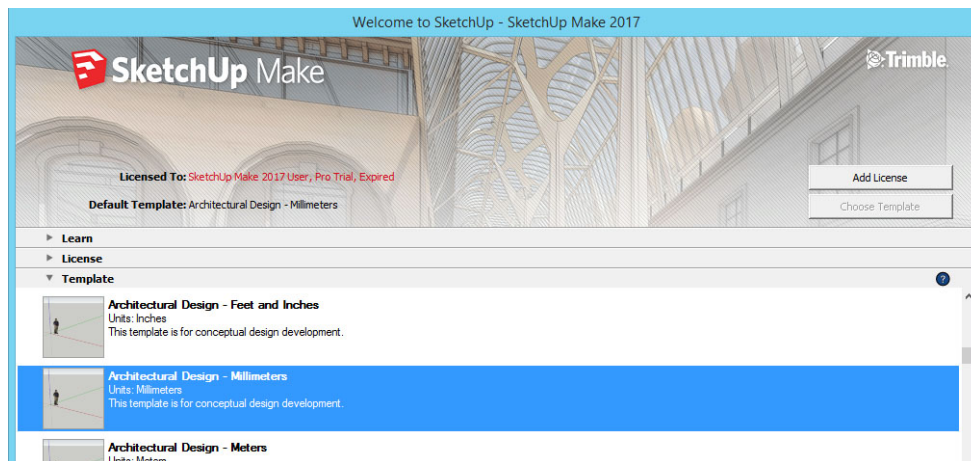 Welcome to SketchUp - SketchUp Make 2017
SketchUp Make
Trimble.
Licensed To: SketchUp Make 2017 User, Pro Trial, Expired
Add License
Default Template: Architectural Design - Millimeters
Choose Template
Learn
License
Template
?
Architectural Design - Feet and Inches
Units: Inches
This template is for conceptual design development.
Architectural Design - Millimeters
Units: Millimeters
This template is for conceptual design development.
Architectural Design - Meters
Units: Meters